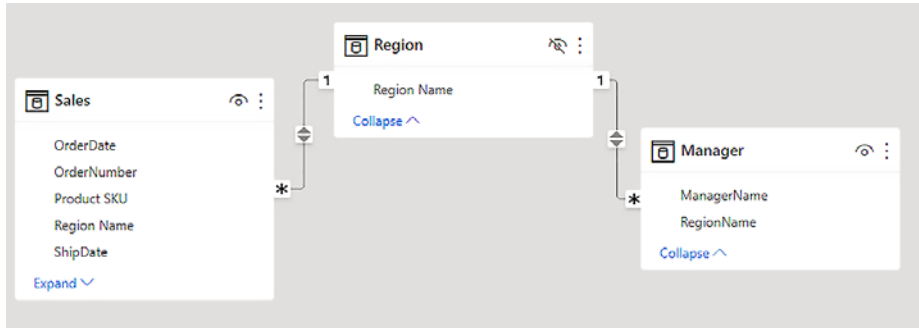 Region
1
Region Name
1
Collapse
Sales
OrderDate
OrderNumber
Product SKU
Region Name
ShipDate
Expand
*
Manager
*
ManagerName
RegionName
Collapse